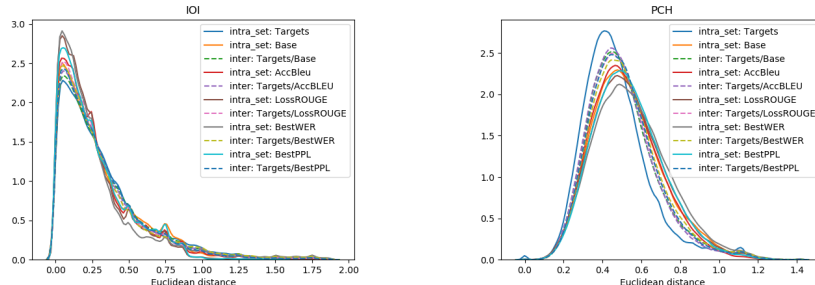 IOI
3.0
2.5
2.0
1.5
1.0
0.5
0.0
0.00 0.25 0.50 0.75 1.00 1.25 1.50 1.75 2.00
Euclidean distance
intra_set: Targets
intra_set: Base
inter: Targets/Base
intra_set: AccBleu
inter: Targets/AccBLEU
intra_set: LossROUGE
inter: Targets/LossROUGE
intra_set: BestWER
inter: Targets/BestWER
intra_set: BestPPL
inter: Targets/BestPPL
PCH
2.5
2.0
1.5
1.0
0.5
0.0
0.0 0.2 0.4 0.6 0.8 1.0 1.2 1.4
Euclidean distance
intra_set: Targets
intra_set: Base
inter: Targets/Base
intra_set: AccBleu
inter: Targets/AccBLEU
intra_set: LossROUGE
inter: Targets/LossROUGE
intra_set: BestWER
inter: Targets/BestWER
intra_set: BestPPL
inter: Targets/BestPPL